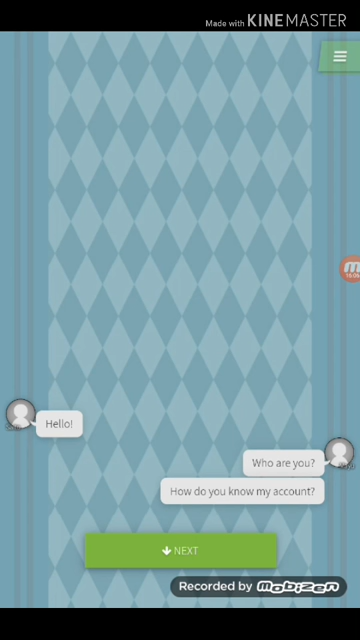 Made with KINEMASTER
Hello!
Who are you?
How do you know my account?
NEXT
Recorded by mobizen